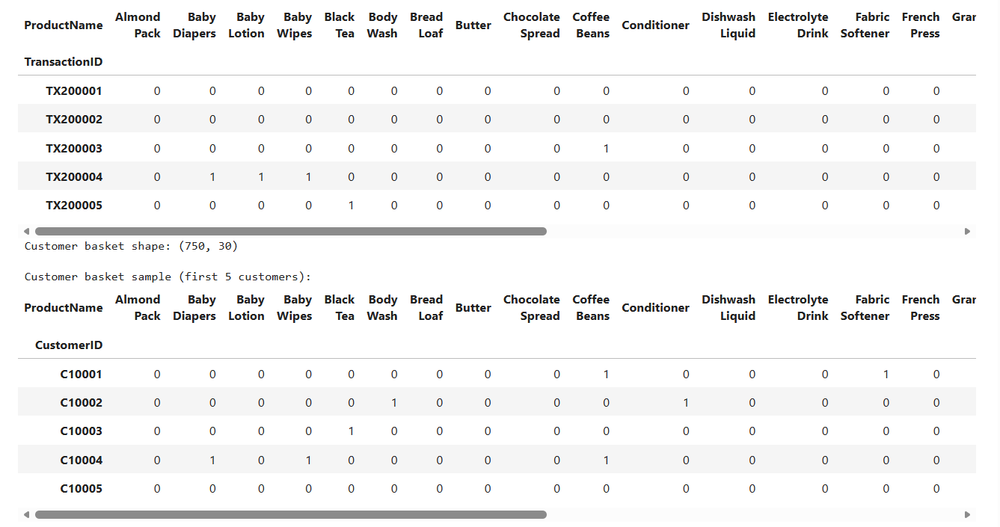 ProductName Almond Pack Baby Diapers Baby Lotion Baby Wipes Black Tea Body Wash Bread Loaf Butter Chocolate Spread Coffee Beans Conditioner Dishwash Liquid Electrolyte Drink Fabric Softener French Press Gran
TransactionID
TX200001 0 0 0 0 0 0 0 0 0 0 0 0 0 0 0
TX200002 0 0 0 0 0 0 0 0 0 0 0 0 0 0 0
TX200003 0 0 0 0 0 0 0 0 0 1 0 0 0 0 0
TX200004 0 1 1 1 0 0 0 0 0 0 0 0 0 0 0
TX200005 0 0 0 0 1 0 0 0 0 0 0 0 0 0 0
Customer basket shape: (750, 30)
Customer basket sample (first 5 customers):
ProductName Almond Pack Baby Diapers Baby Lotion Baby Wipes Black Tea Body Wash Bread Loaf Butter Chocolate Spread Coffee Beans Conditioner Dishwash Liquid Electrolyte Drink Fabric Softener French Press Gran
CustomerID
C10001 0 0 0 0 0 0 0 0 0 1 0 0 0 1 0
C10002 0 0 0 0 0 1 0 0 0 0 1 0 0 0 0
C10003 0 0 0 0 1 0 0 0 0 0 0 0 0 0 0
C10004 0 1 0 1 0 0 0 0 0 1 0 0 0 0 0
C10005 0 0 0 0 0 0 0 0 0 0 0 0 0 0 0